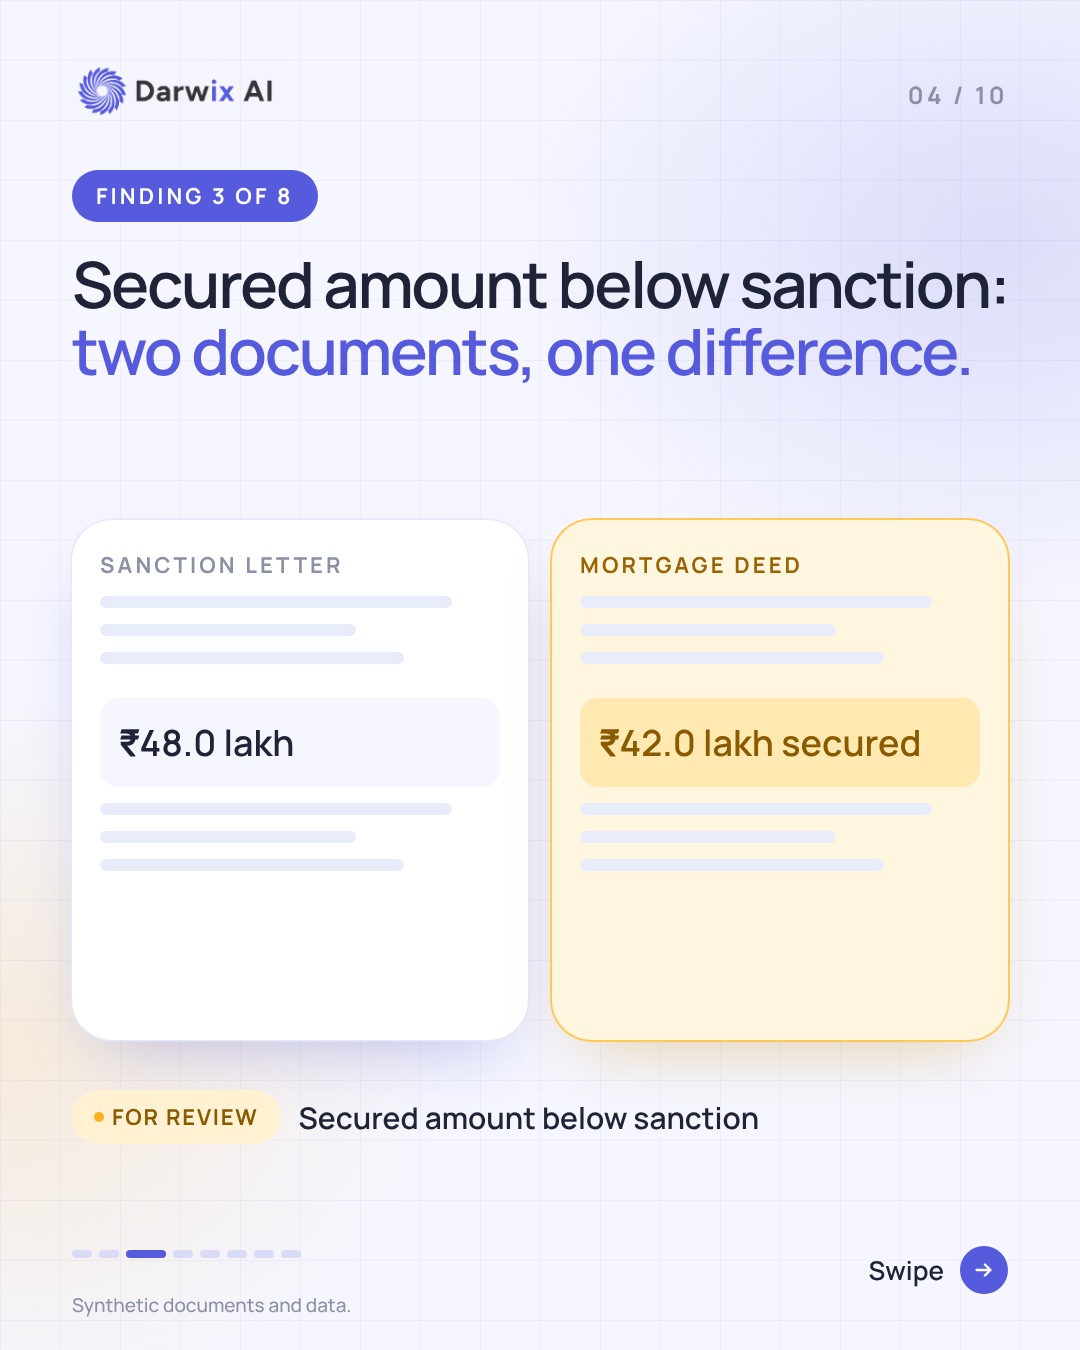 Darwix AI
04 / 10
FINDING 3 OF 8
Secured amount below sanction:
two documents, one difference.
SANCTION LETTER
₹48.0 lakh
MORTGAGE DEED
₹42.0 lakh secured
FOR REVIEW
Secured amount below sanction
Swipe
Synthetic documents and data.